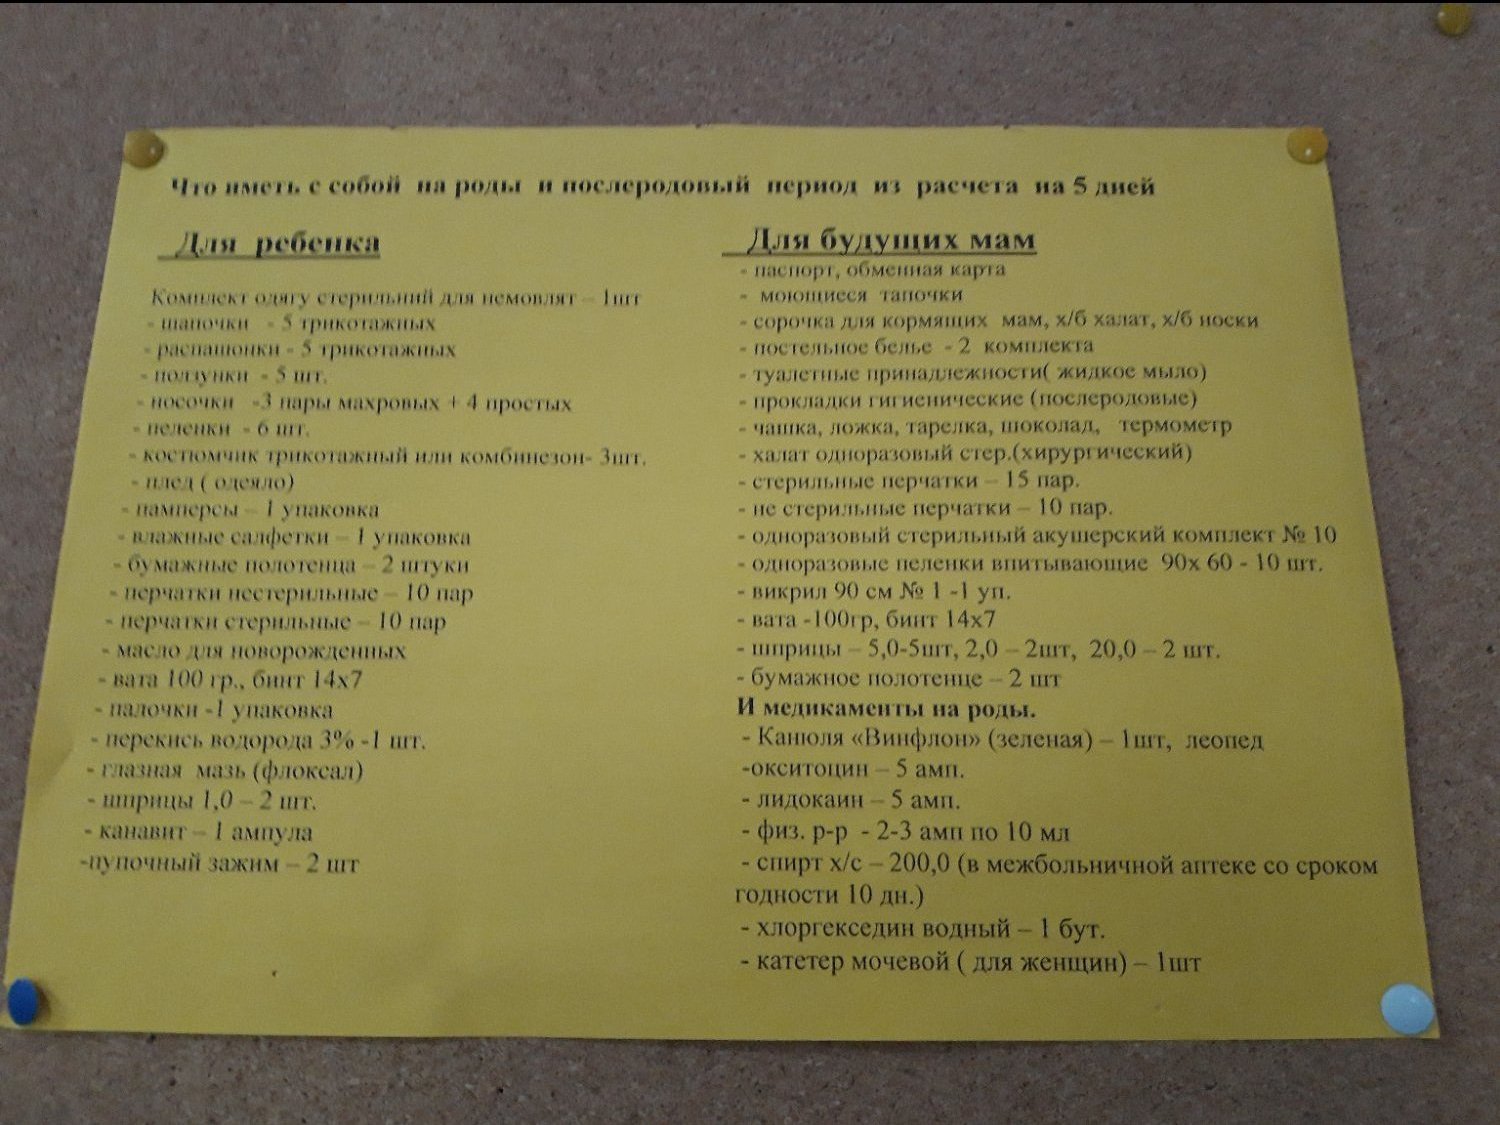 Что иметь с собой на роды и послеродовый период из расчета на 5 дней
Для ребенка
Комплект одягу стерильний для немовлят – 1шт
- шапочки - 5 трикотажных
- распашонки - 5 трикотажных
- ползунки - 5 шт.
- носочки -3 пары махровых + 4 простых
- пеленки - 6 шт.
- костюмчик трикотажный или комбинезон- 3шт.
- плед ( одеяло)
- памперсы – 1 упаковка
- влажные салфетки – 1 упаковка
- бумажные полотенца – 2 штуки
- перчатки нестерильные – 10 пар
- перчатки стерильные – 10 пар
- масло для новорожденных
- вата 100 гр., бинт 14х7
- палочки -1 упаковка
- перекись водорода 3% -1 шт.
- глазная мазь (флоксал)
- шприцы 1,0 – 2 шт.
- канавит – 1 ампула
-пупочный зажим – 2 шт
Для будущих мам
- паспорт, обменная карта
- моющиеся тапочки
- сорочка для кормящих мам, х/б халат, х/б носки
- постельное белье - 2 комплекта
- туалетные принадлежности( жидкое мыло)
- прокладки гигиенические (послеродовые)
- чашка, ложка, тарелка, шоколад, термометр
- халат одноразовый стер.(хирургический)
- стерильные перчатки – 15 пар.
- не стерильные перчатки – 10 пар.
- одноразовый стерильный акушерский комплект № 10
- одноразовые пеленки впитывающие 90х 60 - 10 шт.
- викрил 90 см № 1 -1 уп.
- вата -100гр, бинт 14х7
- шприцы – 5,0-5шт, 2,0 – 2шт, 20,0 – 2 шт.
- бумажное полотенце – 2 шт
И медикаменты на роды.
- Канюля «Винфлон» (зеленая) – 1шт, леопед
-окситоцин – 5 амп.
- лидокаин – 5 амп.
- физ. р-р - 2-3 амп по 10 мл
- спирт х/с – 200,0 (в межбольничной аптеке со сроком
годности 10 дн.)
- хлоргекседин водный – 1 бут.
- катетер мочевой ( для женщин) – 1шт